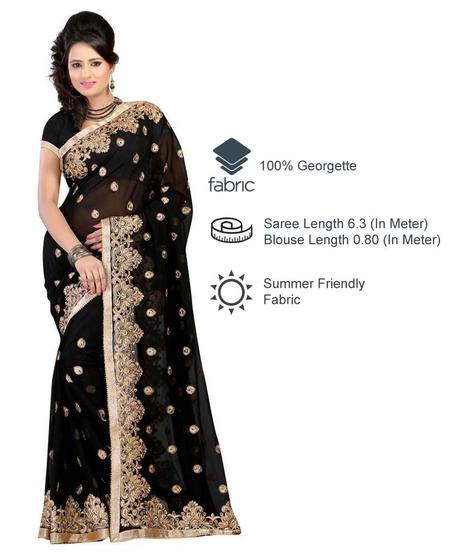 fabric
100% Georgette
Saree Length 6.3 (In Meter)
Blouse Length 0.80 (In Meter)
Summer Friendly
Fabric